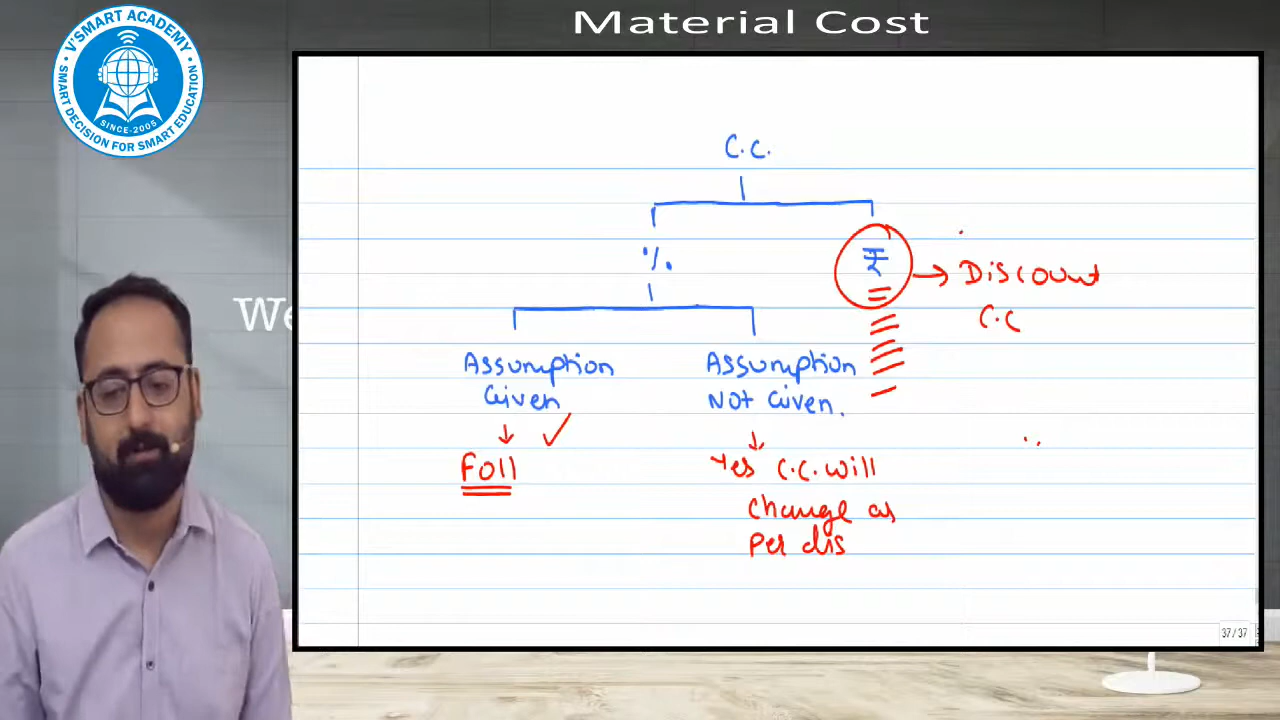 Material Cost
V'SMART ACADEMY
SINCE-2005
SMART DECISION FOR SMART EDUCATION
We
C.C.
%
₹
Discount
C.C
Assumption
Given
Assumption
Not Given.
Foll
Yes C.C. will
change as
Per dis
37/37